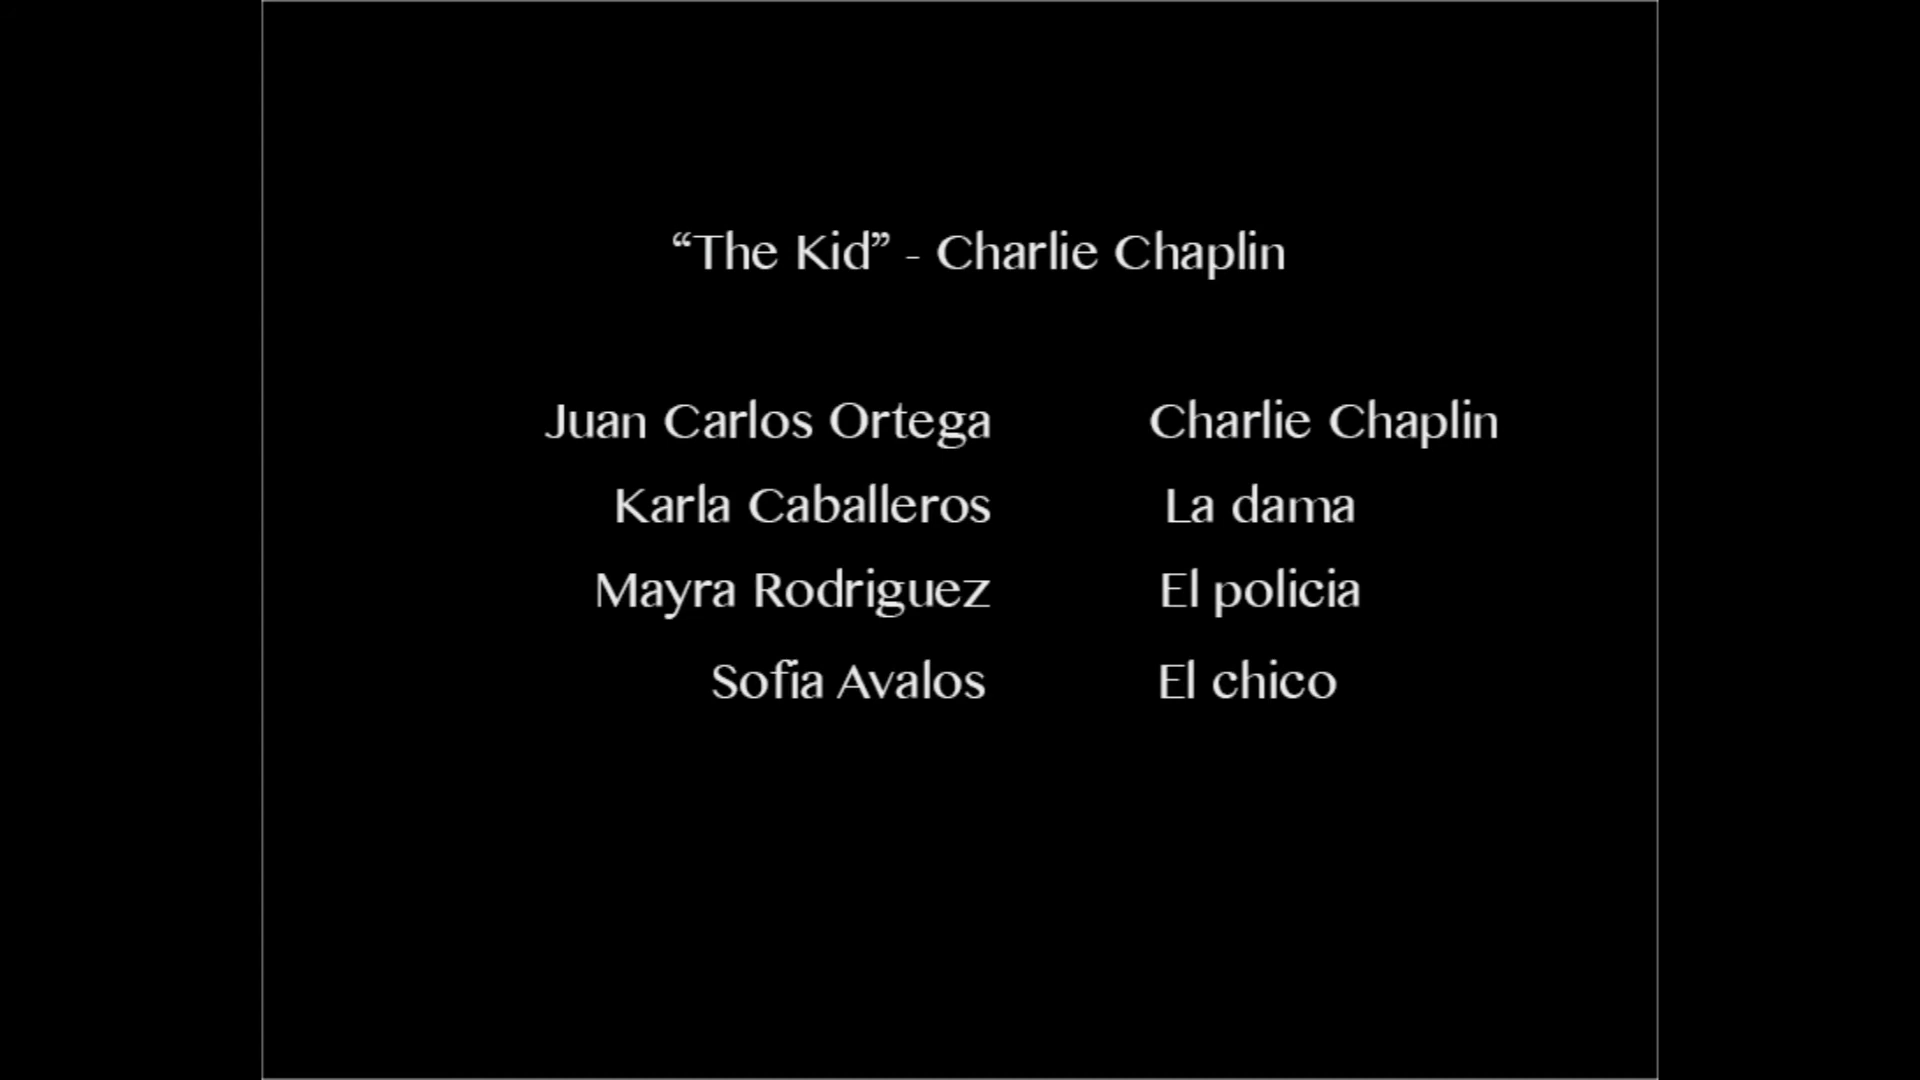 “The Kid” - Charlie Chaplin
Juan Carlos Ortega Charlie Chaplin
Karla Caballeros La dama
Mayra Rodriguez El policia
Sofia Avalos El chico